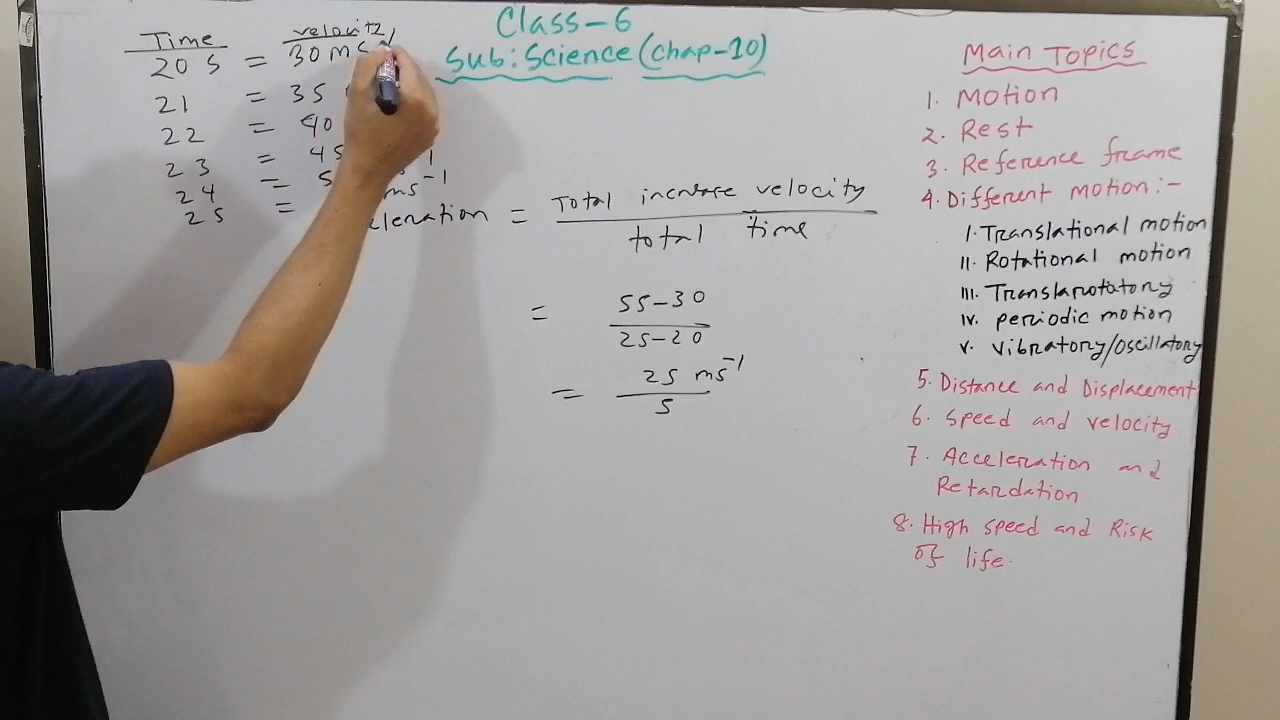 Class-6
Sub: Science (chap-10)
Time velocity
20 S = 30 ms
21 = 35
22 = 40
23 = 45
24 = 5 ms-1
25 =
celeration = Total increase velocity
total time
= 55-30
25-20
= 25 ms-1
5
Main Topics
1. Motion
2. Rest
3. Reference frame
4. Different motion:-
I. Translational motion
II. Rotational motion
III. Translarotatory
IV. periodic motion
V. vibratory/oscillatory
5. Distance and Displacement
6. Speed and velocity
7. Acceleration and
Retardation
8. High speed and Risk
of life.